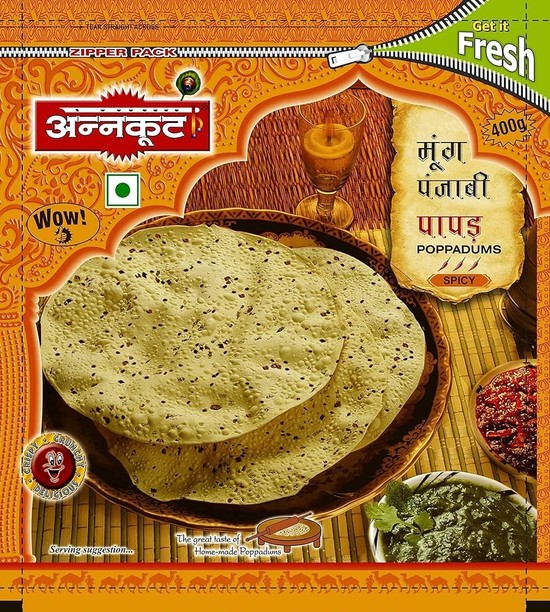 TEAR STRAIGHT ACROSS
ZIPPER PACK
Get it
Fresh
अन्नकूट
400g
मूंग
पंजाबी
पापड़
POPPADUMS
SPICY
Wow!
CRISPY CRUNCHY
DELICIOUS
The great taste of
Home-made Poppadums
Serving suggestion...